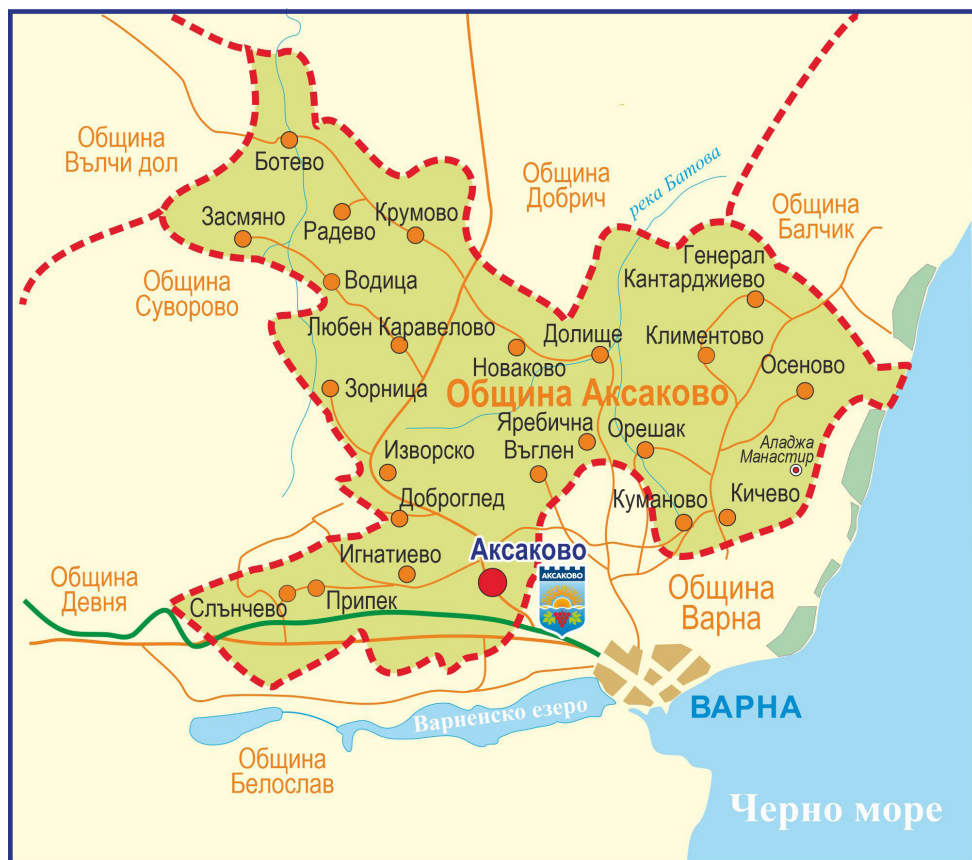 Община
Вълчи дол
Ботево
Община
Добрич
река Батова
Община
Балчик
Засмяно
Радево
Крумово
Генерал
Кантарджиево
Община
Суворово
Водица
Любен Каравелово
Новаково
Долище
Климентово
Осеново
Зорница
Община Аксаково
Яребична
Орешак
Изворско
Въглен
Аладжа
Манастир
Доброглед
Куманово
Кичево
Игнатиево
Аксаково
АКСАКОВО
Община
Девня
Слънчево
Припек
Община
Варна
ВАРНА
Варненско езеро
Община
Белослав
Черно море